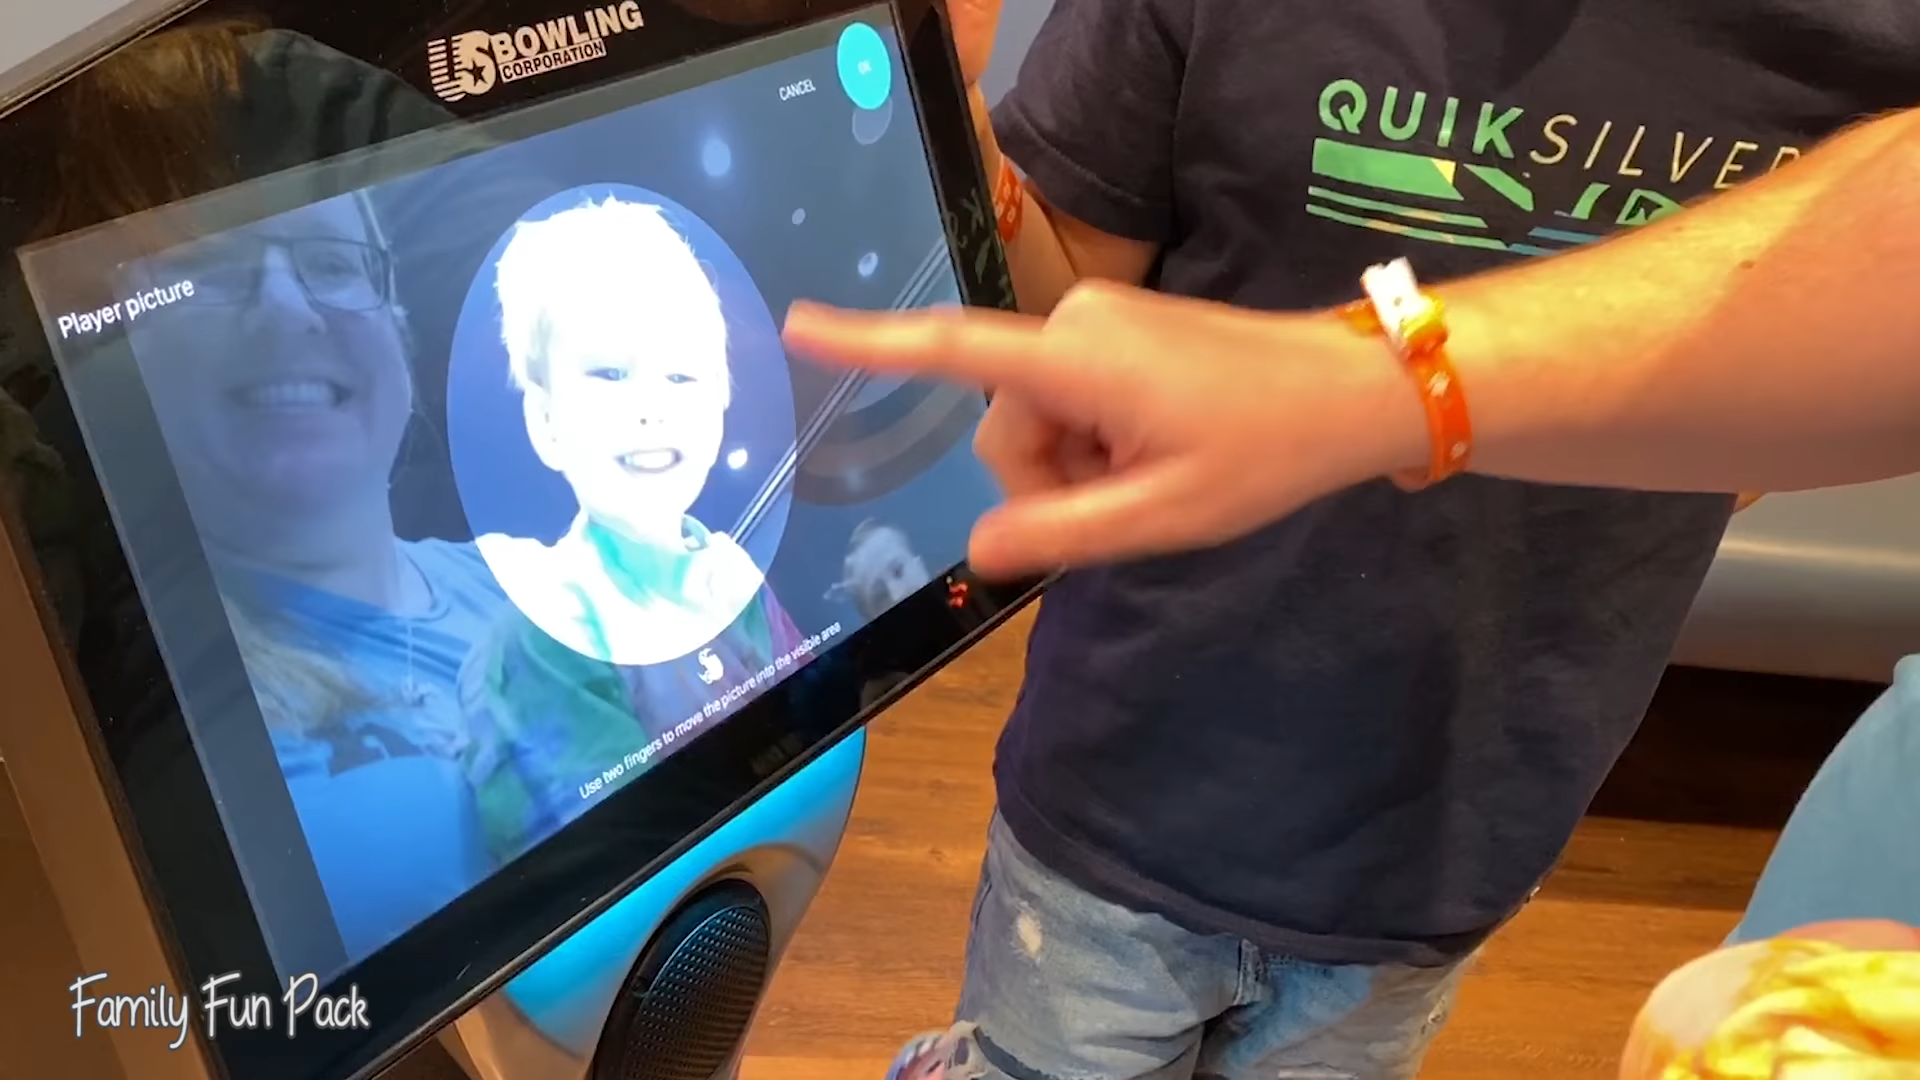 US BOWLING
CORPORATION
CANCEL
OK
Player picture
Use two fingers to move the picture into the visible area
QUIKSILVER
Family Fun Pack